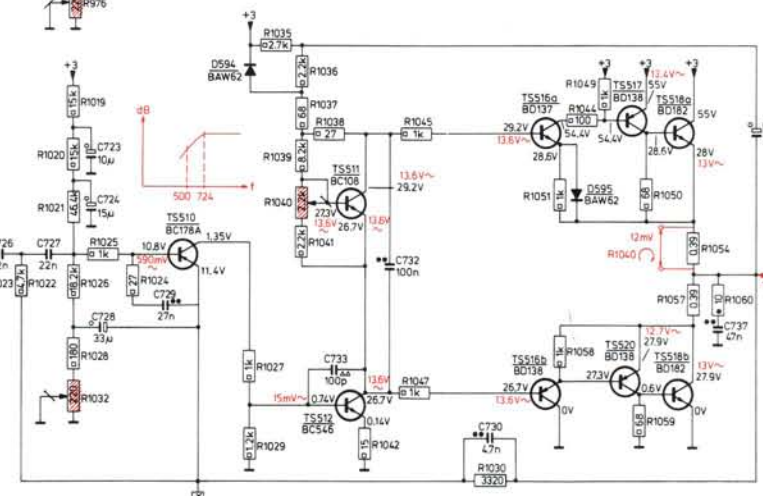 R976
+3
15k
R1019
R1020
15k
C723
10µ
R1021
46.4k
C724
15µ
dB
500
724
f
D594
BAW62
+3
R1035
2.7k
2.2k
R1036
R1037
68
R1038
27
R1039
8.2k
R1040
2.2k
27.3V
13.6V~
R1041
2.2k
TS511
BC108
26.7V
13.6V~
29.2V
13.6V~
R1045
1k
C732
100n
TS510
BC178A
1.35V
10.8V
590mV
~
11.4V
C727
22n
R1025
1k
4.7k
R1022
R1026
18.2k
27
R1024
C729
27n
C728
33µ
R1028
180
R1032
220
1k
R1027
1.2k
R1029
C733
100p
15mV~
0.74V
TS512
BC546
13.6V
~
26.7V
0.14V
15
R1042
R1047
1k
C730
4.7n
R1030
3320
R1049
1k
+3
TS516a
BD137
29.2V
13.6V~
28.6V
54.4V
R1044
100
54.4V
+3
TS517
BD138
12.4V~
55V
28.6V
+3
TS518a
BD182
55V
28V
13V~
R1051
1k
D595
BAW62
68
R1050
12mV
R1040
0.39
R1054
R1057
0.39
10
R1060
C737
47n
TS516b
BD138
26.7V
13.6V~
0V
1k
R1058
27.3V
TS520
BD138
12.7V~
27.9V
0.6V
68
R1059
TS518b
BD182
13V~
27.9V
0V